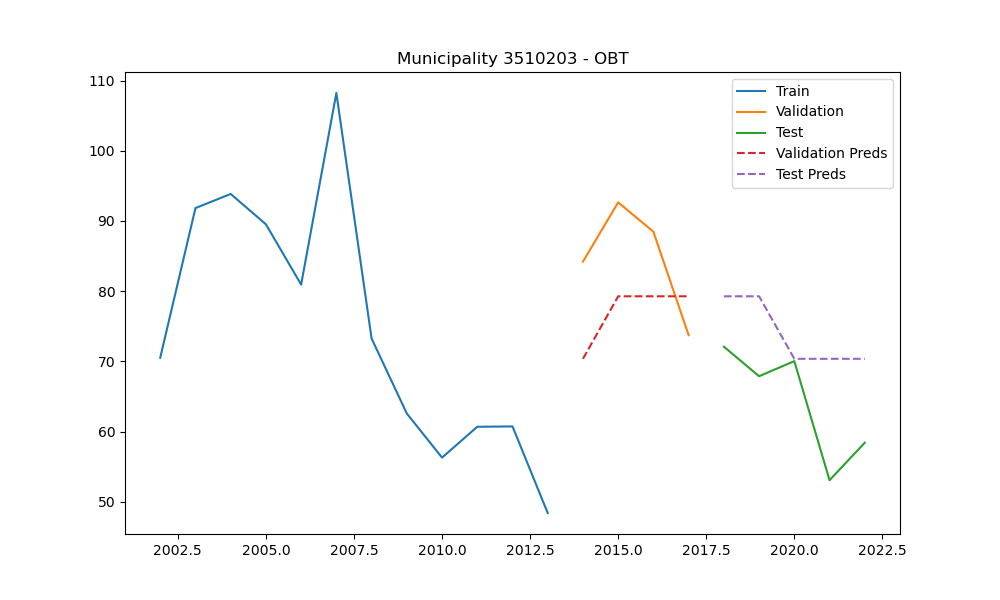 Municipality 3510203 - OBT
110
100
90
80
70
60
50
Train
Validation
Test
Validation Preds
Test Preds
2002.5 2005.0 2007.5 2010.0 2012.5 2015.0 2017.5 2020.0 2022.5